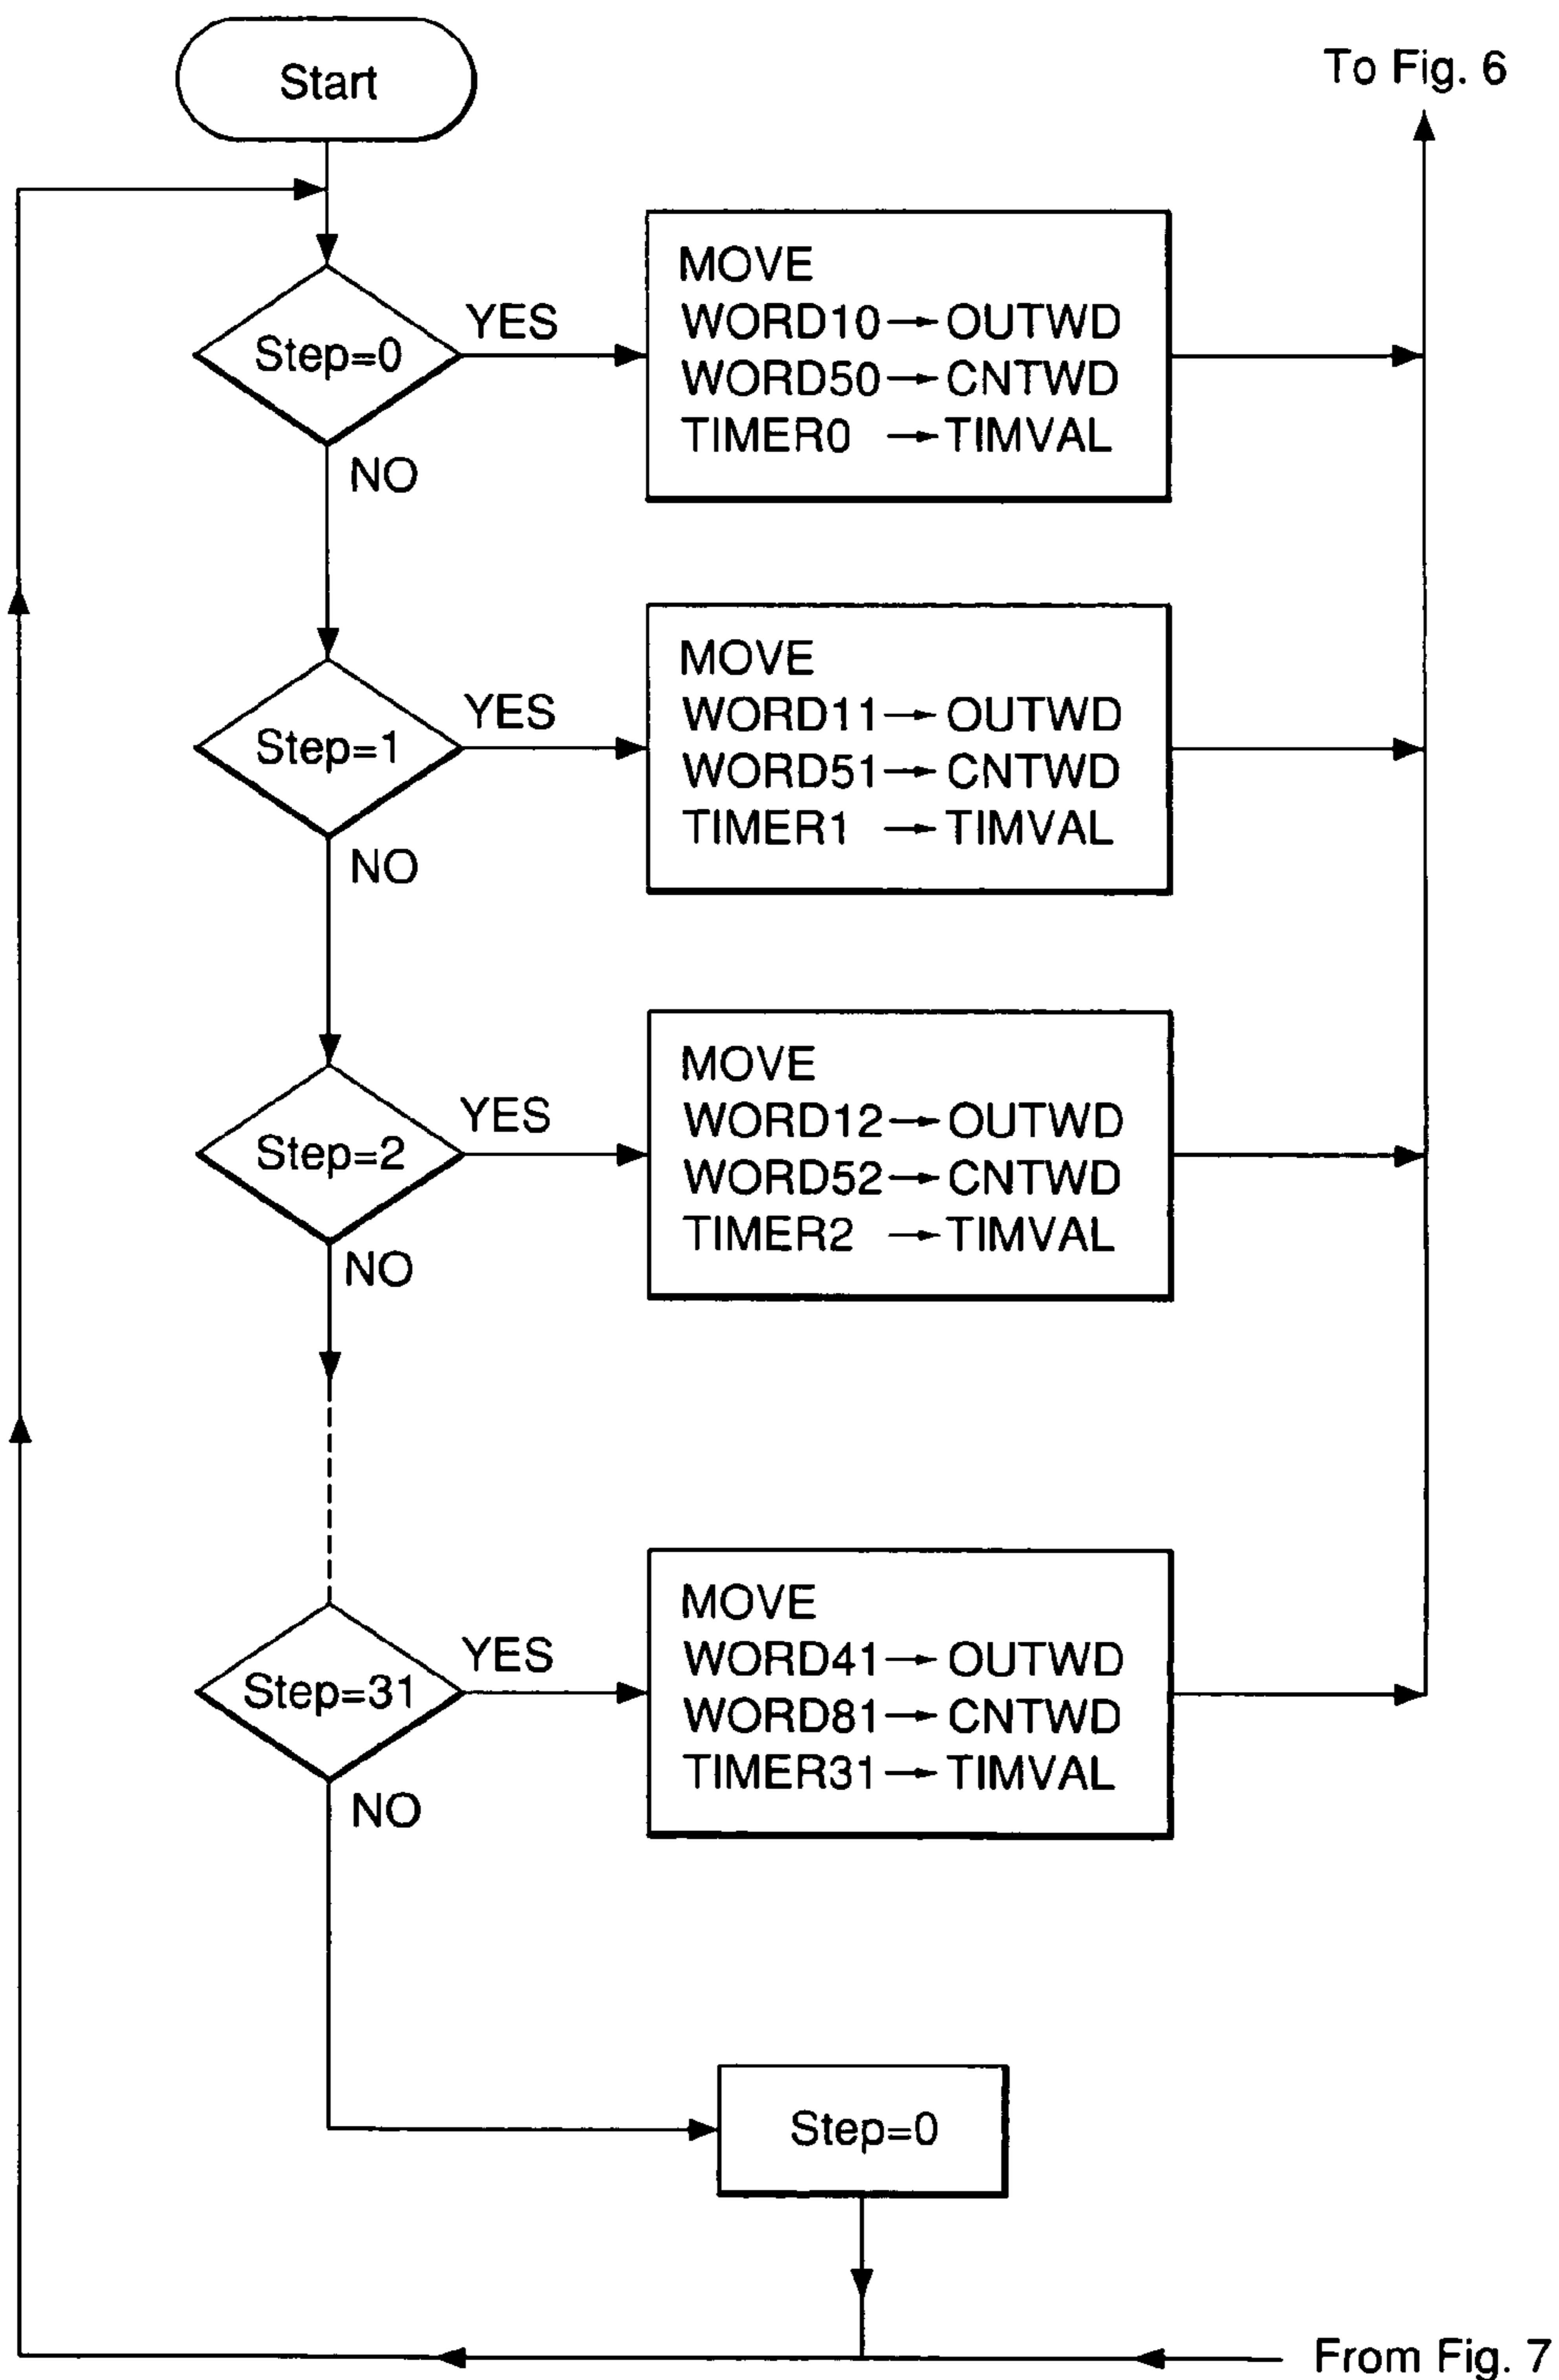 Start
To Fig. 6
Step=0
YES
NO
MOVE
WORD10→OUTWD
WORD50→CNTWD
TIMER0 →TIMVAL
Step=1
YES
NO
MOVE
WORD11→OUTWD
WORD51→CNTWD
TIMER1 →TIMVAL
Step=2
YES
NO
MOVE
WORD12→OUTWD
WORD52→CNTWD
TIMER2 →TIMVAL
Step=31
YES
NO
MOVE
WORD41→OUTWD
WORD81→CNTWD
TIMER31→TIMVAL
Step=0
From Fig. 7